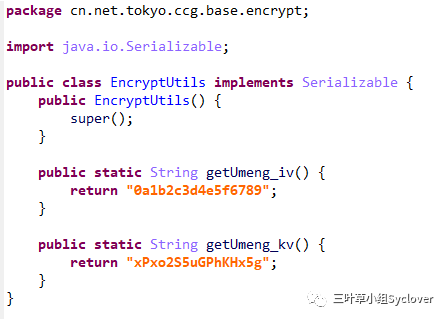 package cn.net.tokyo.ccg.base.encrypt;
import java.io.Serializable;
public class EncryptUtils implements Serializable {
public EncryptUtils() {
super();
}
public static String getUmeng_iv() {
return "0a1b2c3d4e5f6789";
}
public static String getUmeng_kv() {
return "xPxo2S5uGPhKHx5g";
}
}
三叶草小组Syclover